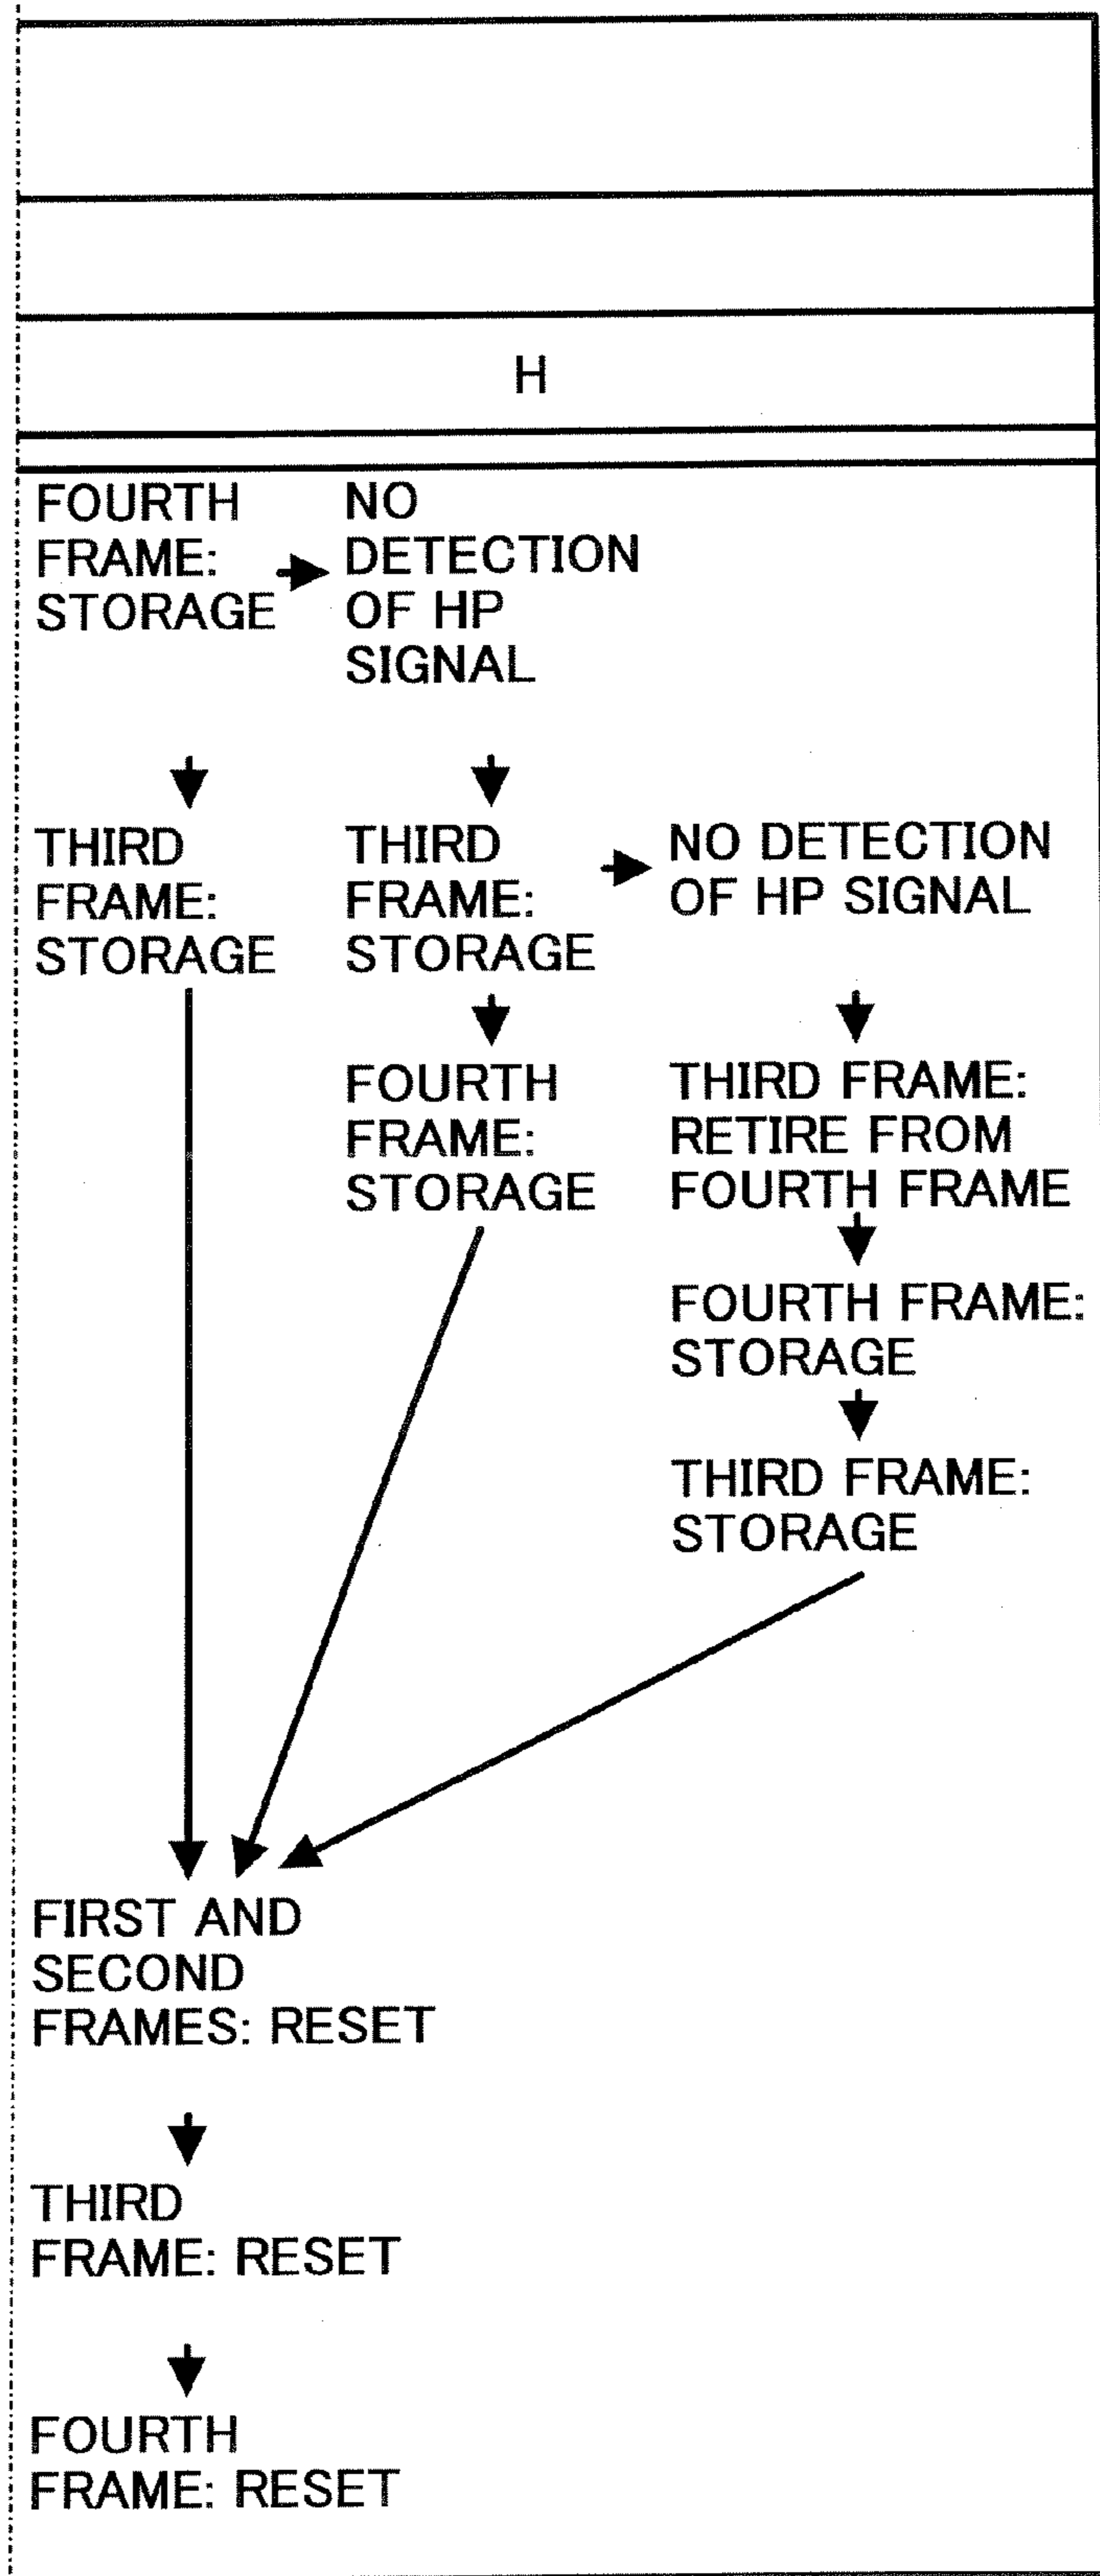 H
FOURTH
FRAME:
STORAGE
NO
DETECTION
OF HP
SIGNAL
THIRD
FRAME:
STORAGE
THIRD
FRAME:
STORAGE
NO DETECTION
OF HP SIGNAL
FOURTH
FRAME:
STORAGE
THIRD FRAME:
RETIRE FROM
FOURTH FRAME
FOURTH FRAME:
STORAGE
THIRD FRAME:
STORAGE
FIRST AND
SECOND
FRAMES: RESET
THIRD
FRAME: RESET
FOURTH
FRAME: RESET